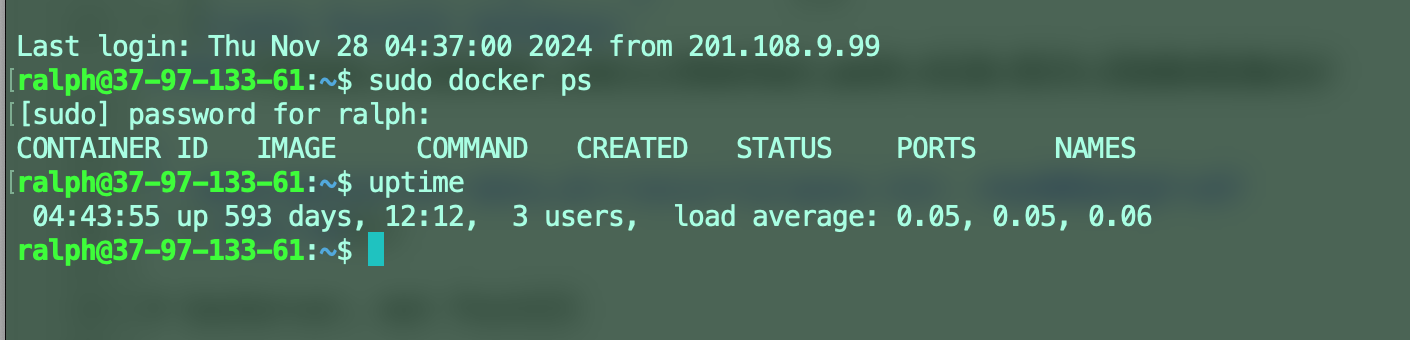 Last login: Thu Nov 28 04:37:00 2024 from 201.108.9.99
[ralph@37-97-133-61:~$ sudo docker ps
[[sudo] password for ralph:
CONTAINER ID   IMAGE     COMMAND   CREATED   STATUS    PORTS     NAMES
[ralph@37-97-133-61:~$ uptime
 04:43:55 up 593 days, 12:12,  3 users,  load average: 0.05, 0.05, 0.06
ralph@37-97-133-61:~$